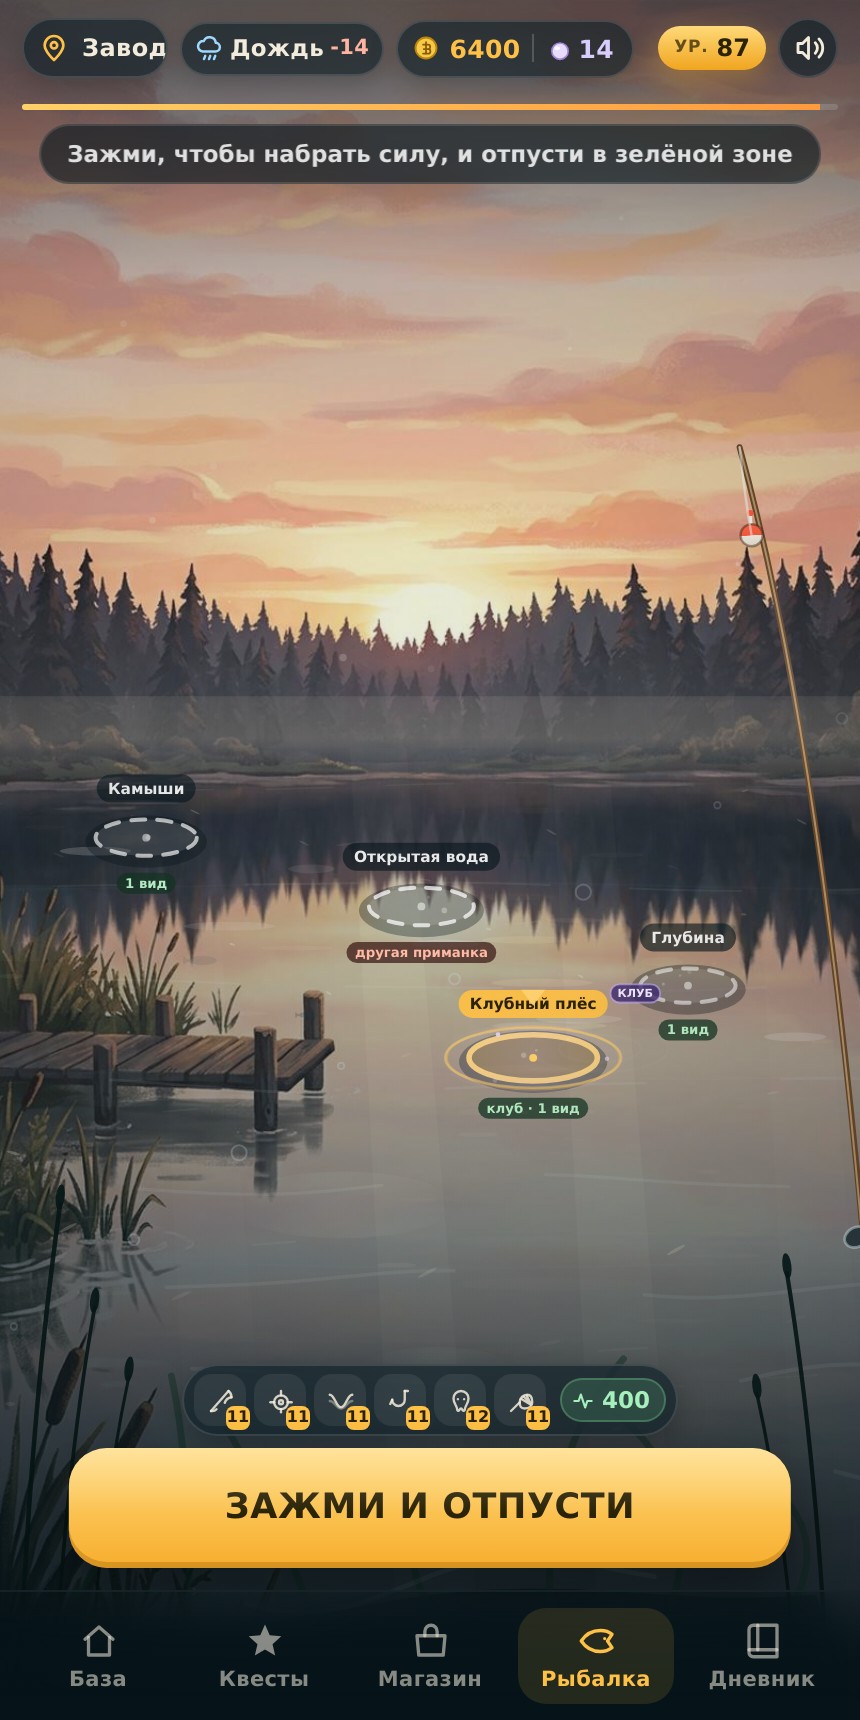 Завод
Дождь -14
6400
14
УР. 87
Зажми, чтобы набрать силу, и отпусти в зелёной зоне
Камыши
1 вид
Открытая вода
другая приманка
Глубина
КЛУБ
1 вид
Клубный плёс
клуб · 1 вид
11 11 11 11 12 11 400
ЗАЖМИ И ОТПУСТИ
База
Квесты
Магазин
Рыбалка
Дневник